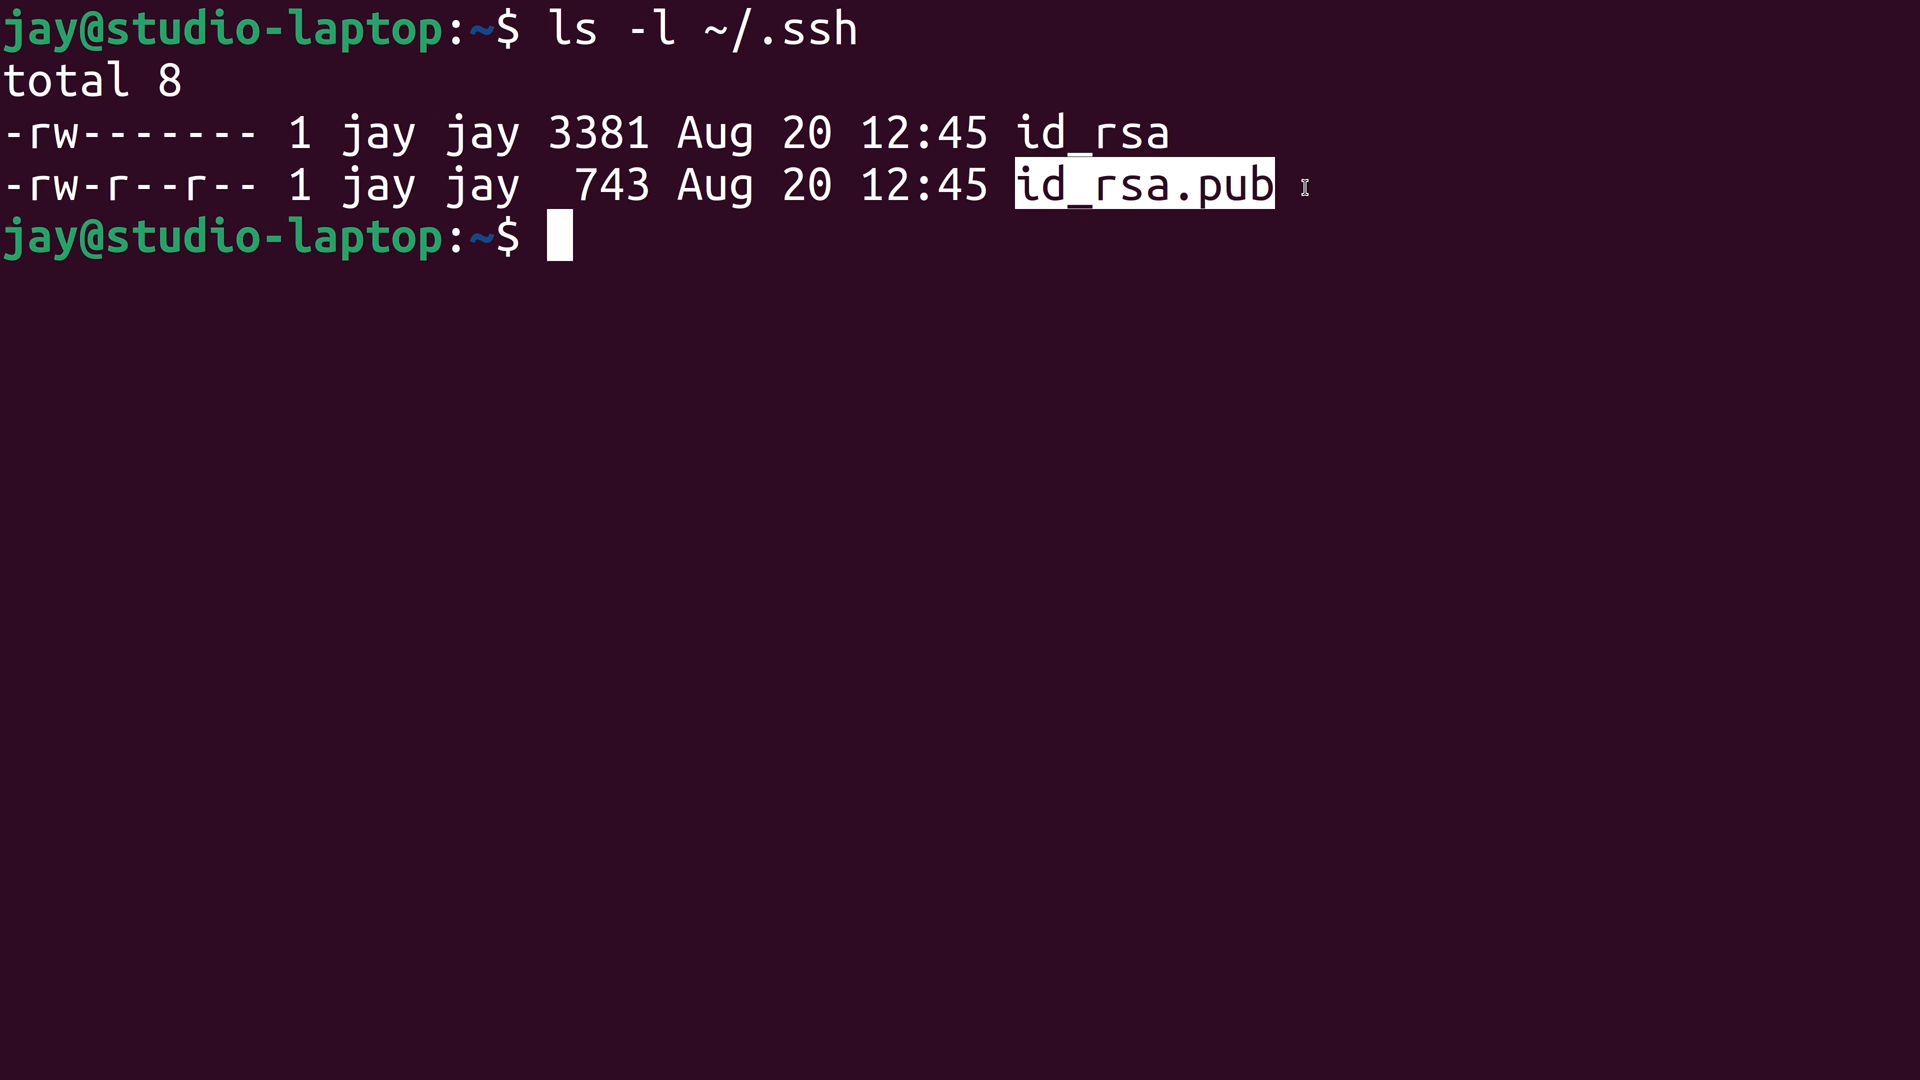 jay@studio-laptop:~$ ls -l ~/.ssh
total 8
-rw------- 1 jay jay 3381 Aug 20 12:45 id_rsa
-rw-r--r-- 1 jay jay  743 Aug 20 12:45 id_rsa.pub
jay@studio-laptop:~$